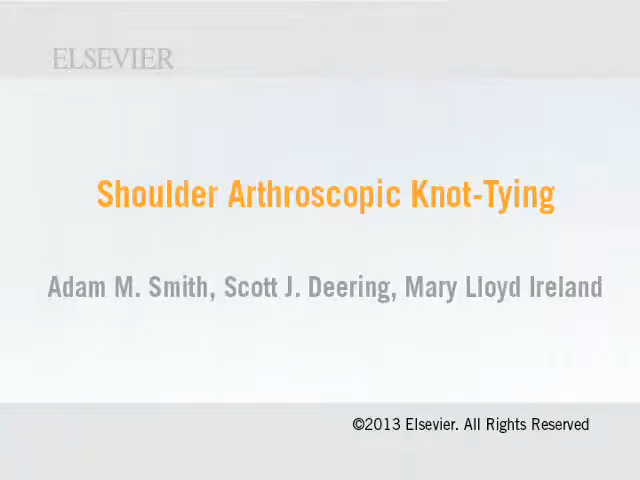 ELSEVIER
Shoulder Arthroscopic Knot-Tying
Adam M. Smith, Scott J. Deering, Mary Lloyd Ireland
©2013 Elsevier. All Rights Reserved